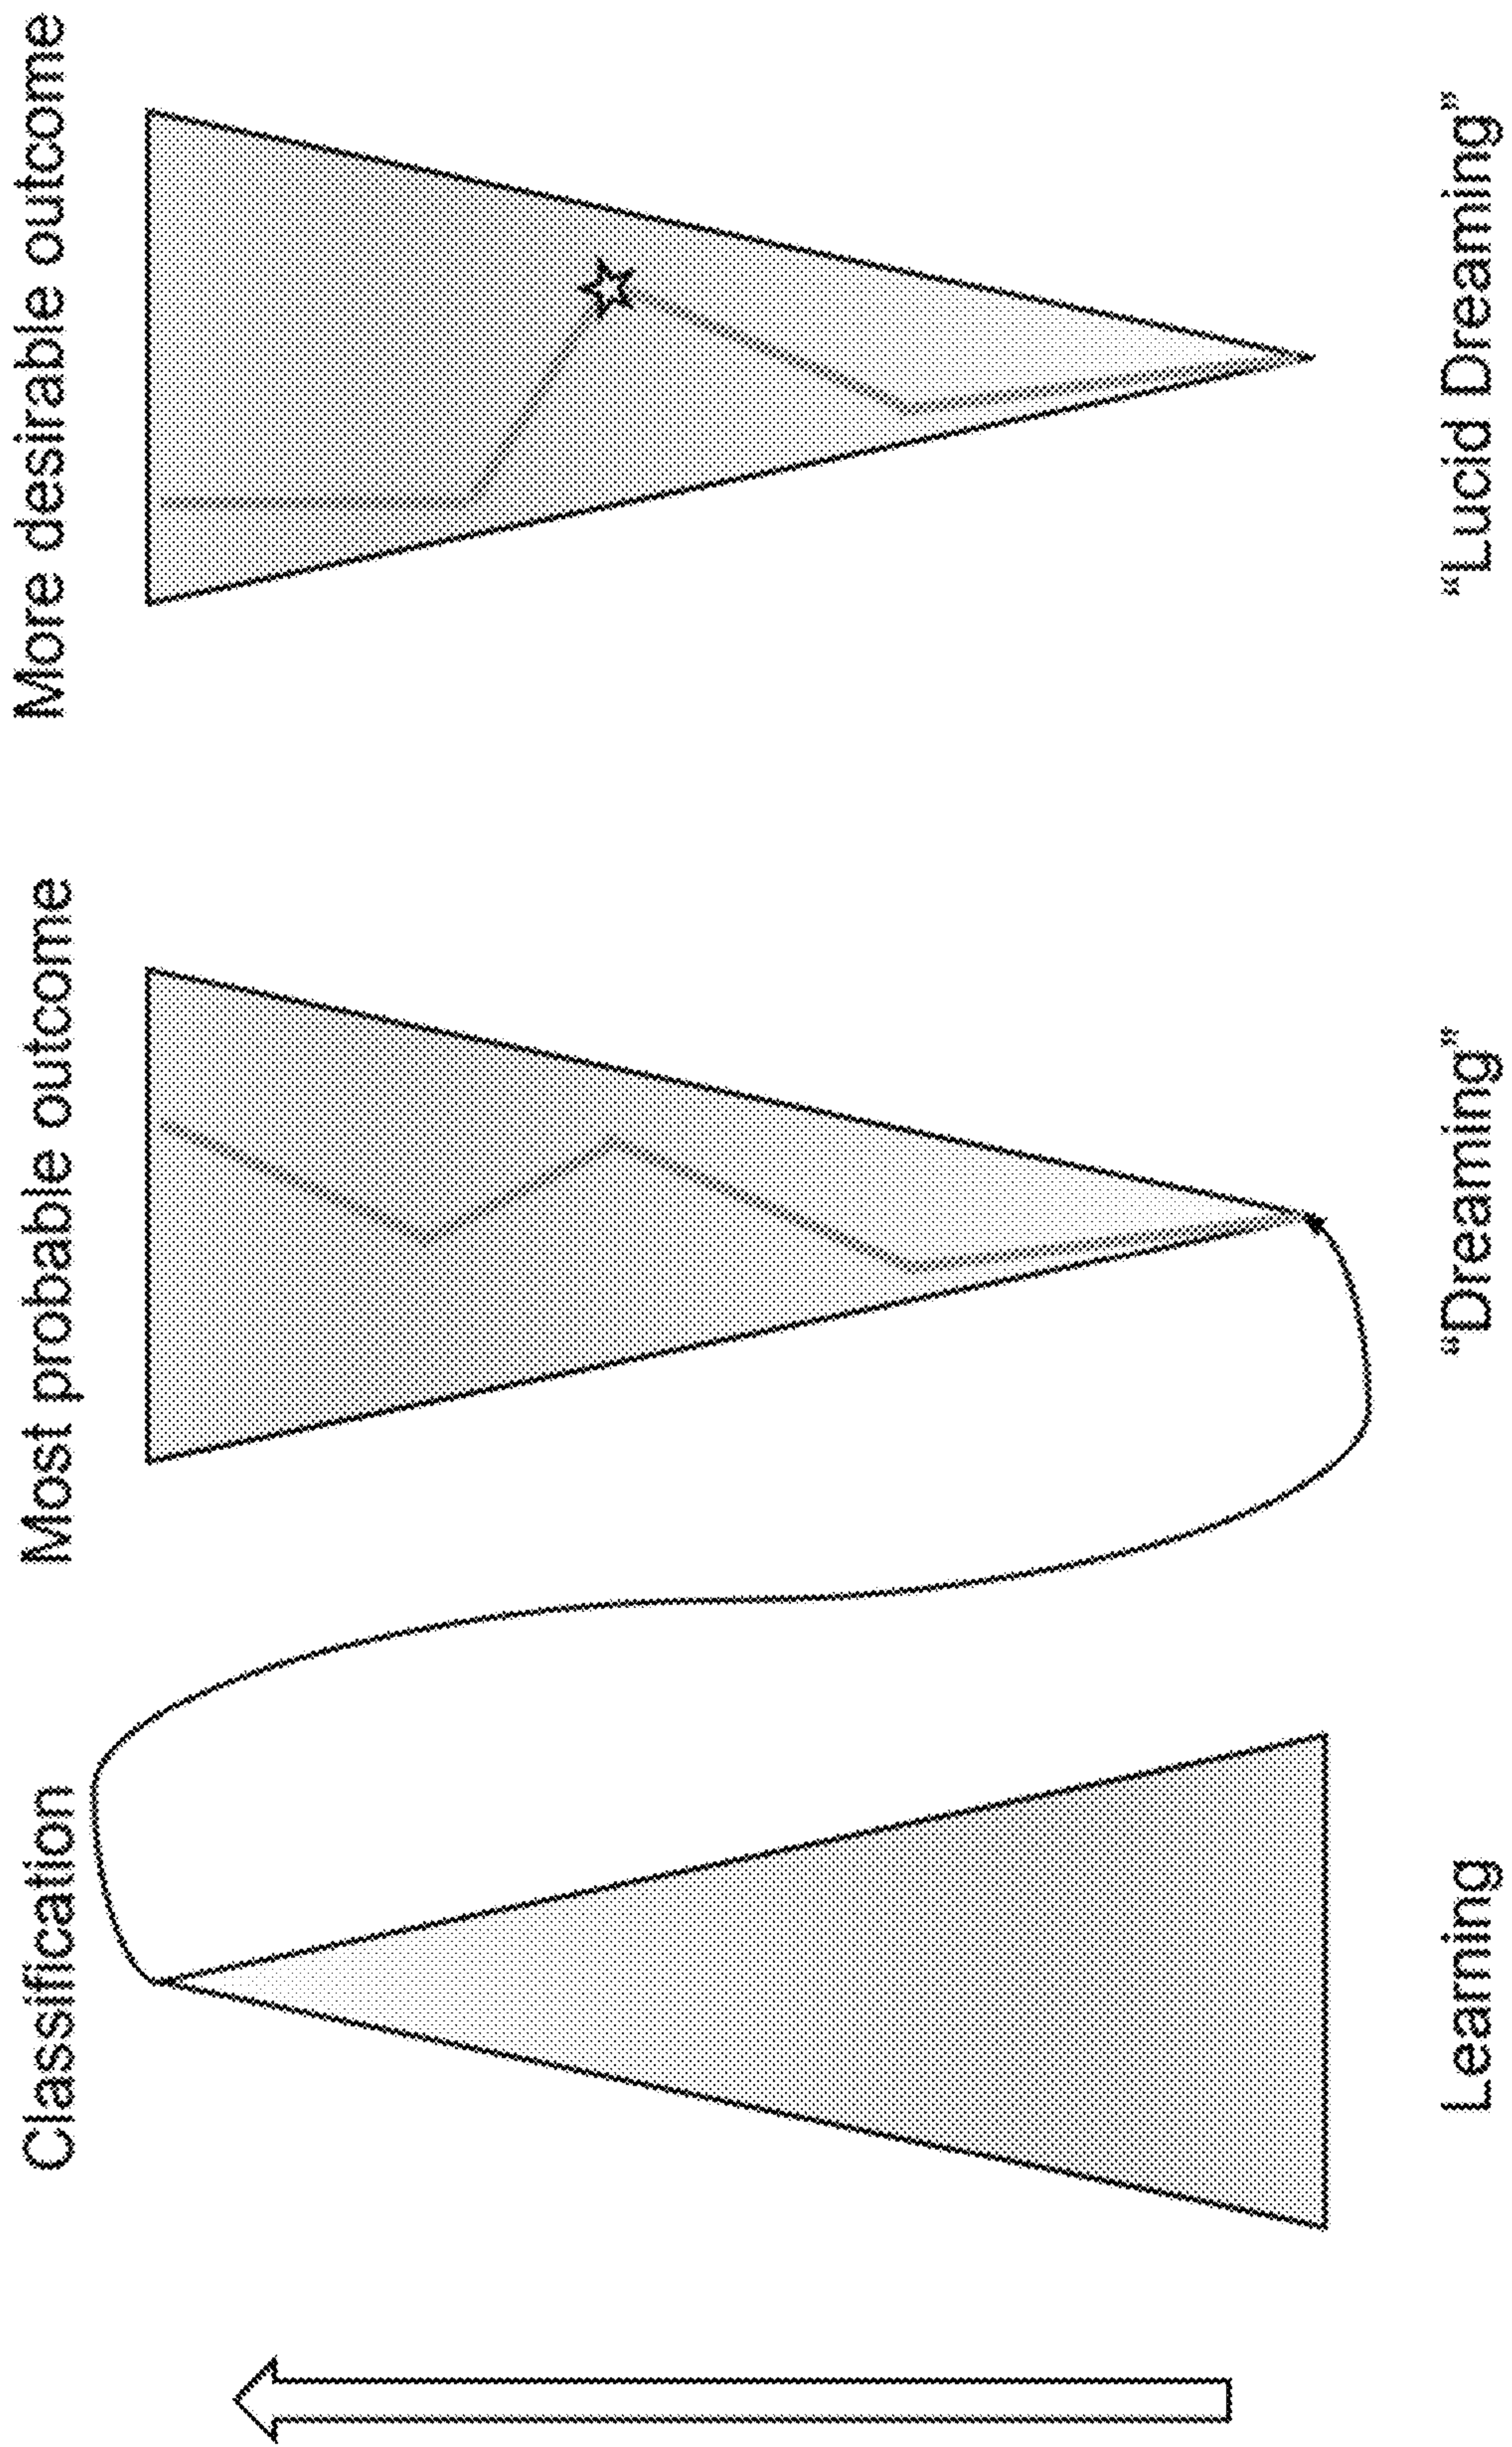 Classification
Most probable outcome
More desirable outcome
Learning
“Dreaming”
“Lucid Dreaming”